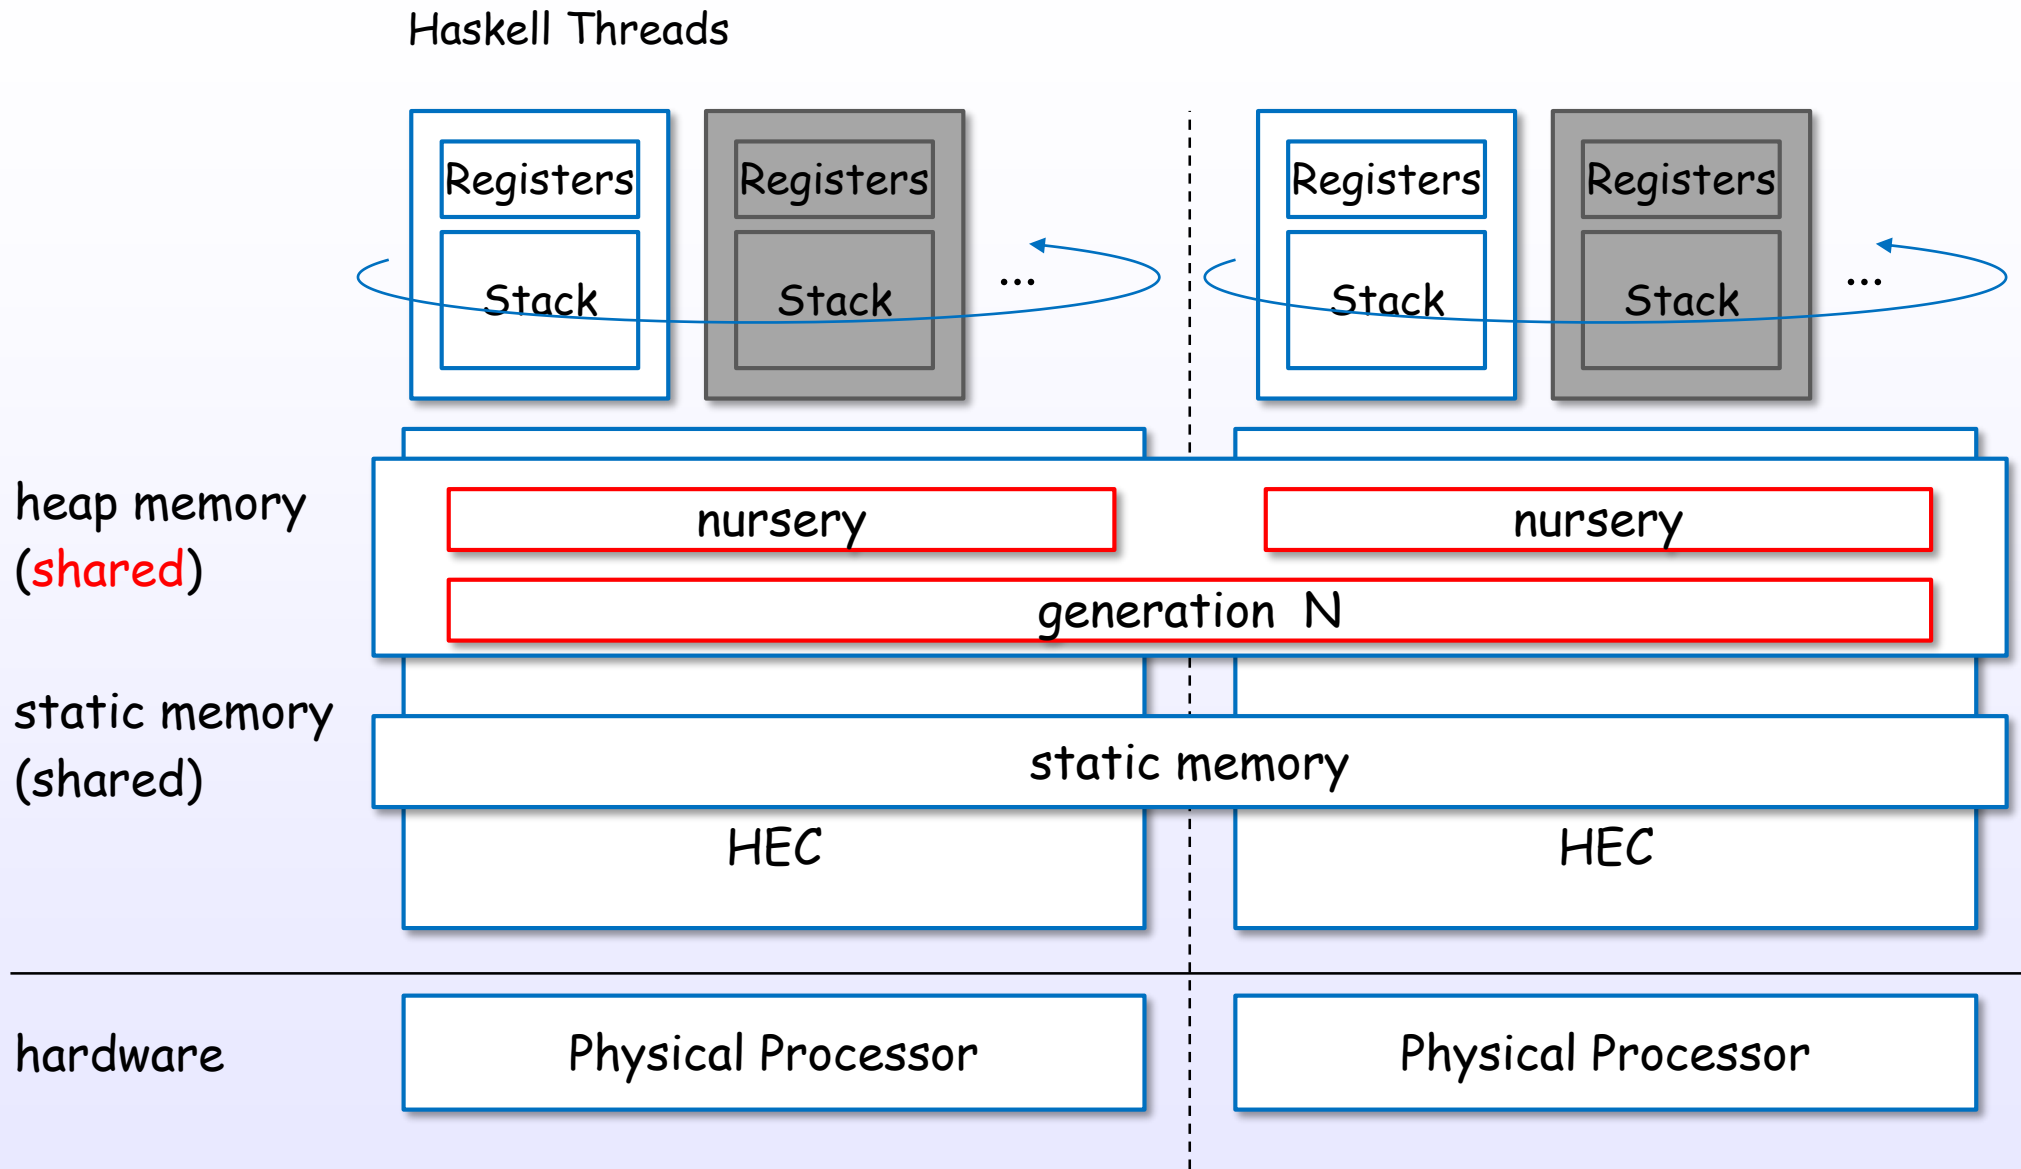 Haskell Threads
Registers
Registers
Registers
Registers
Stack
Stack
...
Stack
Stack
...
heap memory
(shared)
nursery
nursery
generation N
static memory
(shared)
static memory
HEC
HEC
hardware
Physical Processor
Physical Processor